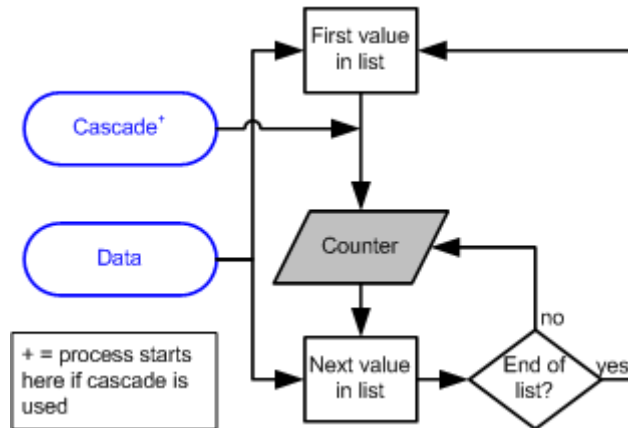 First value
in list
Cascade†
Counter
Data
no
+ = process starts
here if cascade is
used
Next value
in list
End of
list?
yes